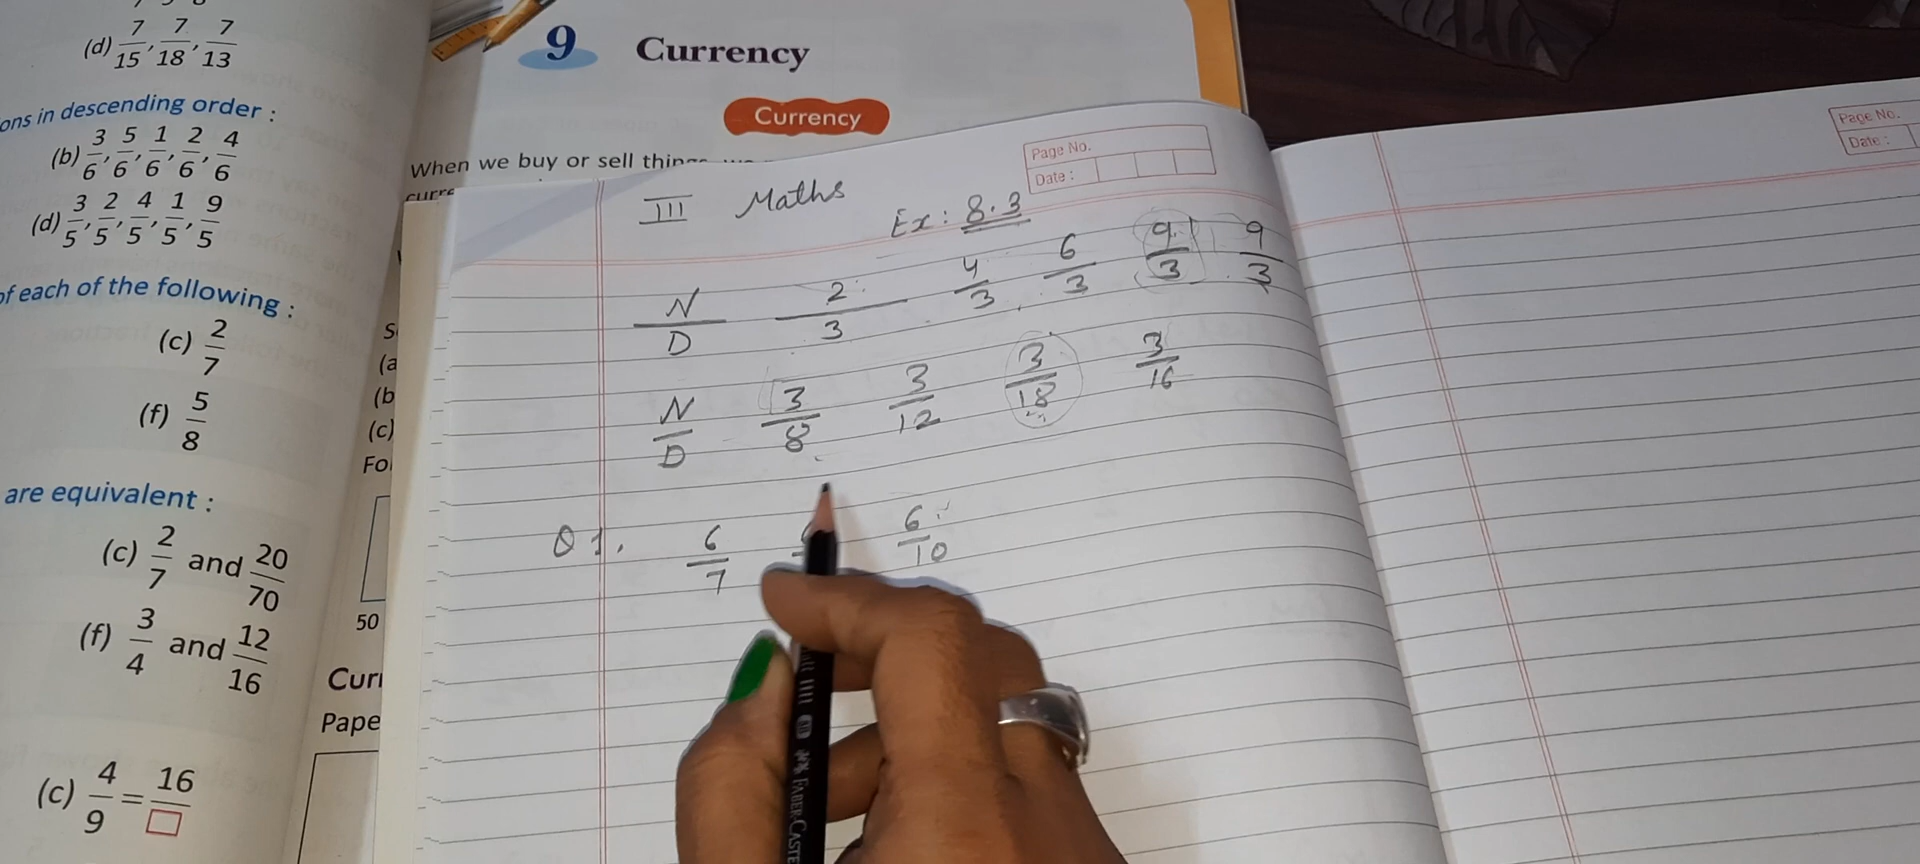 (d) 7/15, 7/18, 7/13
ons in descending order :
(b) 3/6, 5/6, 1/6, 2/6, 4/6
(d) 3/5, 2/5, 4/5, 1/5, 9/5
of each of the following :
(c) 2/7
(f) 5/8
are equivalent :
(c) 2/7 and 20/70
(f) 3/4 and 12/16
(c) 4/9 = 16/□
9 Currency
Currency
When we buy or sell
(a
(b
(c)
50
Page No.
Date :
III Maths
Ex: 8.3
N/D 2/3 4/3 6/3 9/3 9/3
N/D 3/8 3/12 3/18 3/16
Q1. 6/7 6/10
Page No.
Date :
FABER-CASTE